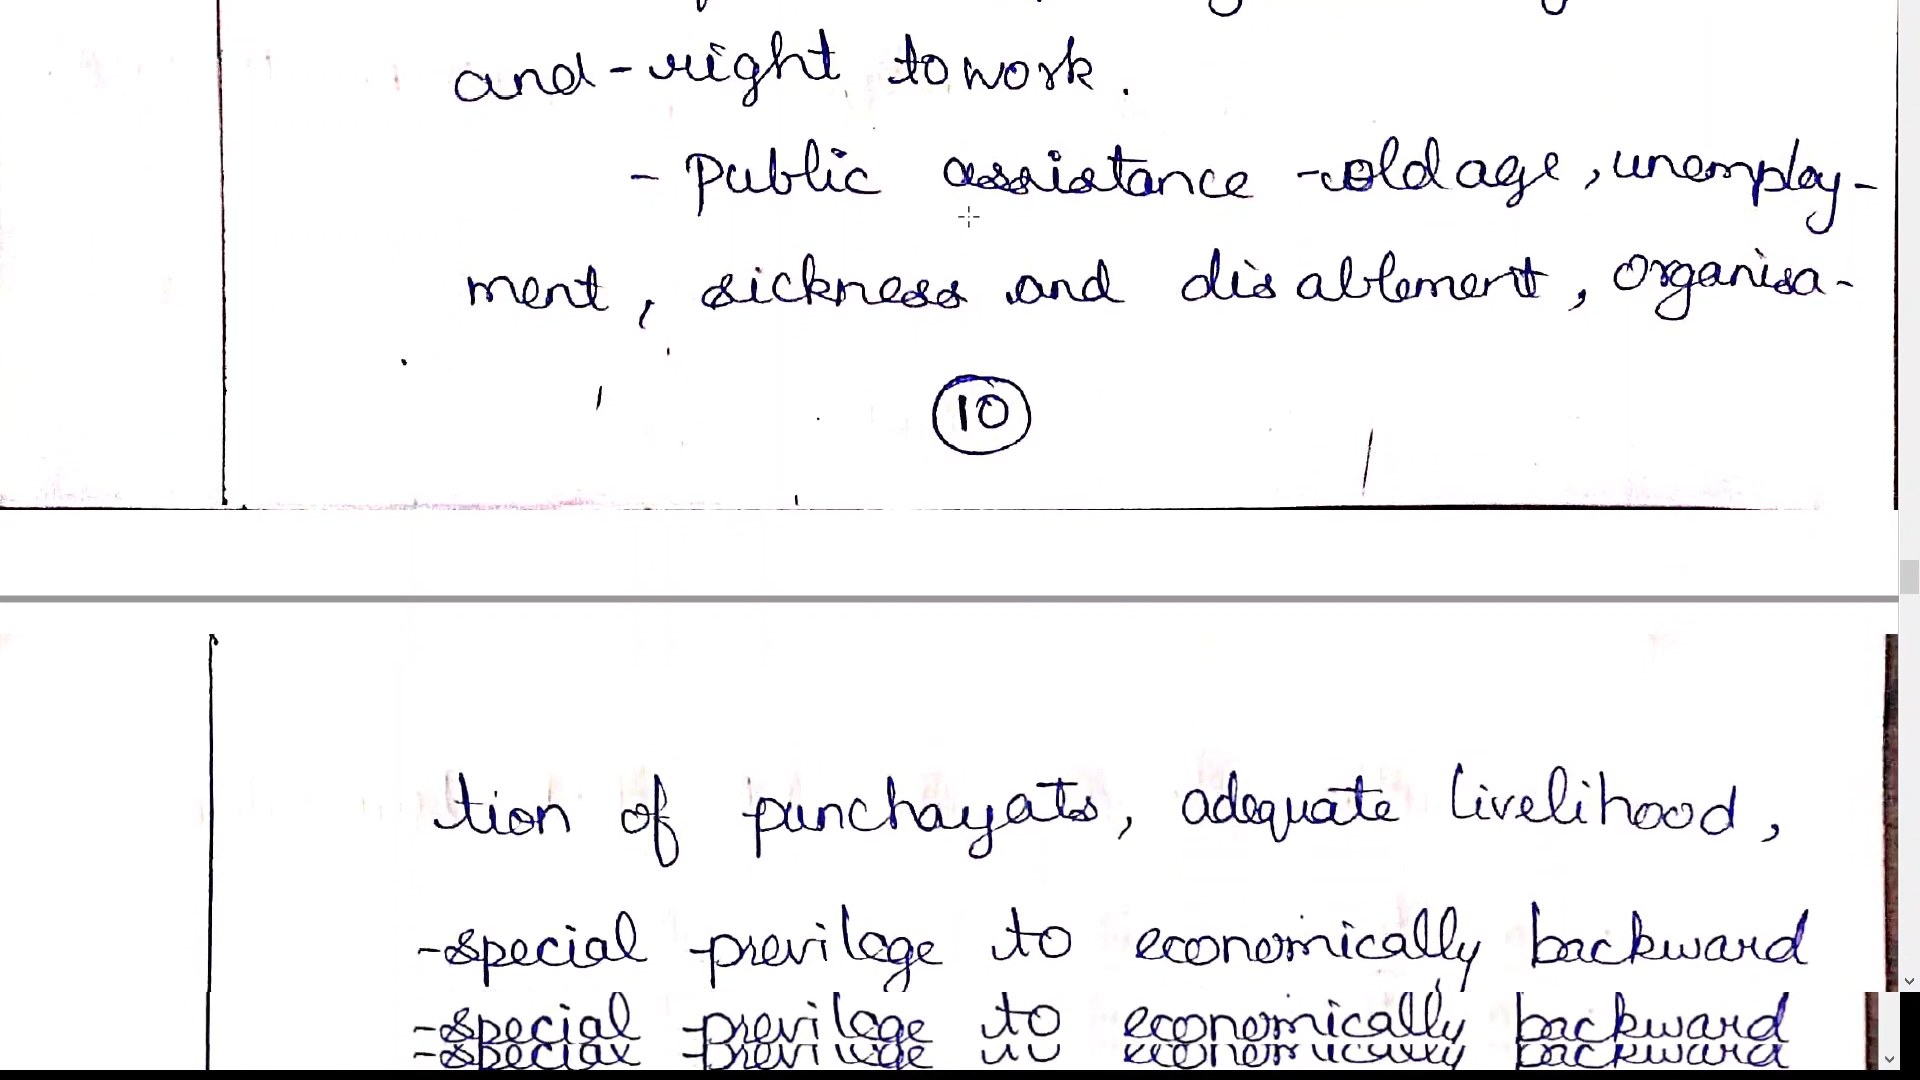 and-right to work.
- Public assistance - old age, unemploy-
ment, sickness and disablement, organisa-
10
tion of panchayats, adequate livelihood,
- special previlage to economically backward
- special previlage to economically backward